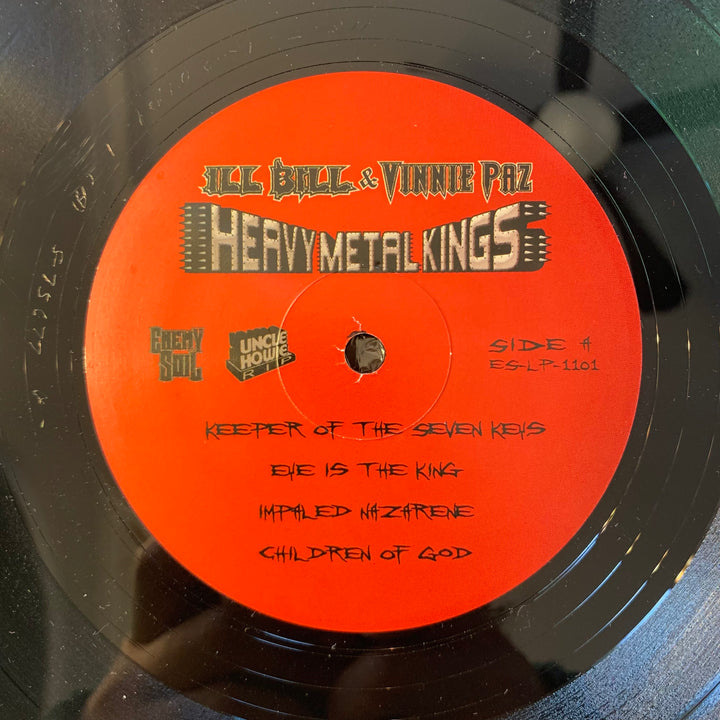 ILL BILL & VINNIE PAZ
HEAVY METAL KINGS
ENEMY
SOIL
UNCLE
HOWIE
R.I.P.
SIDE A
ES-LP-1101
KEEPER OF THE SEVEN KEYS
EYE IS THE KING
IMPALED NAZARENE
CHILDREN OF GOD